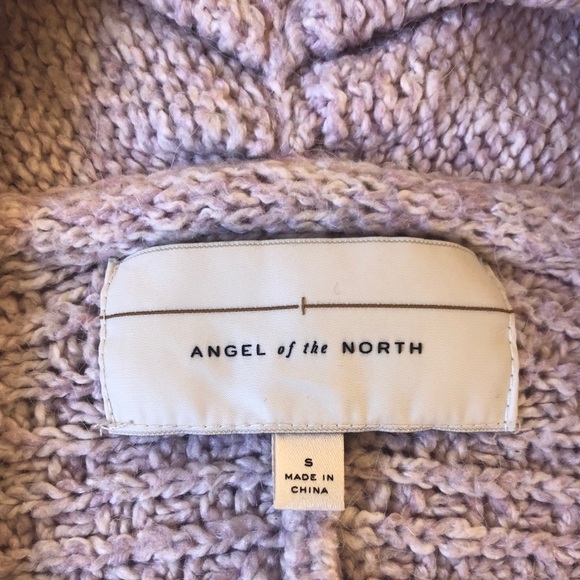 ANGEL of the NORTH
S
MADE IN
CHINA